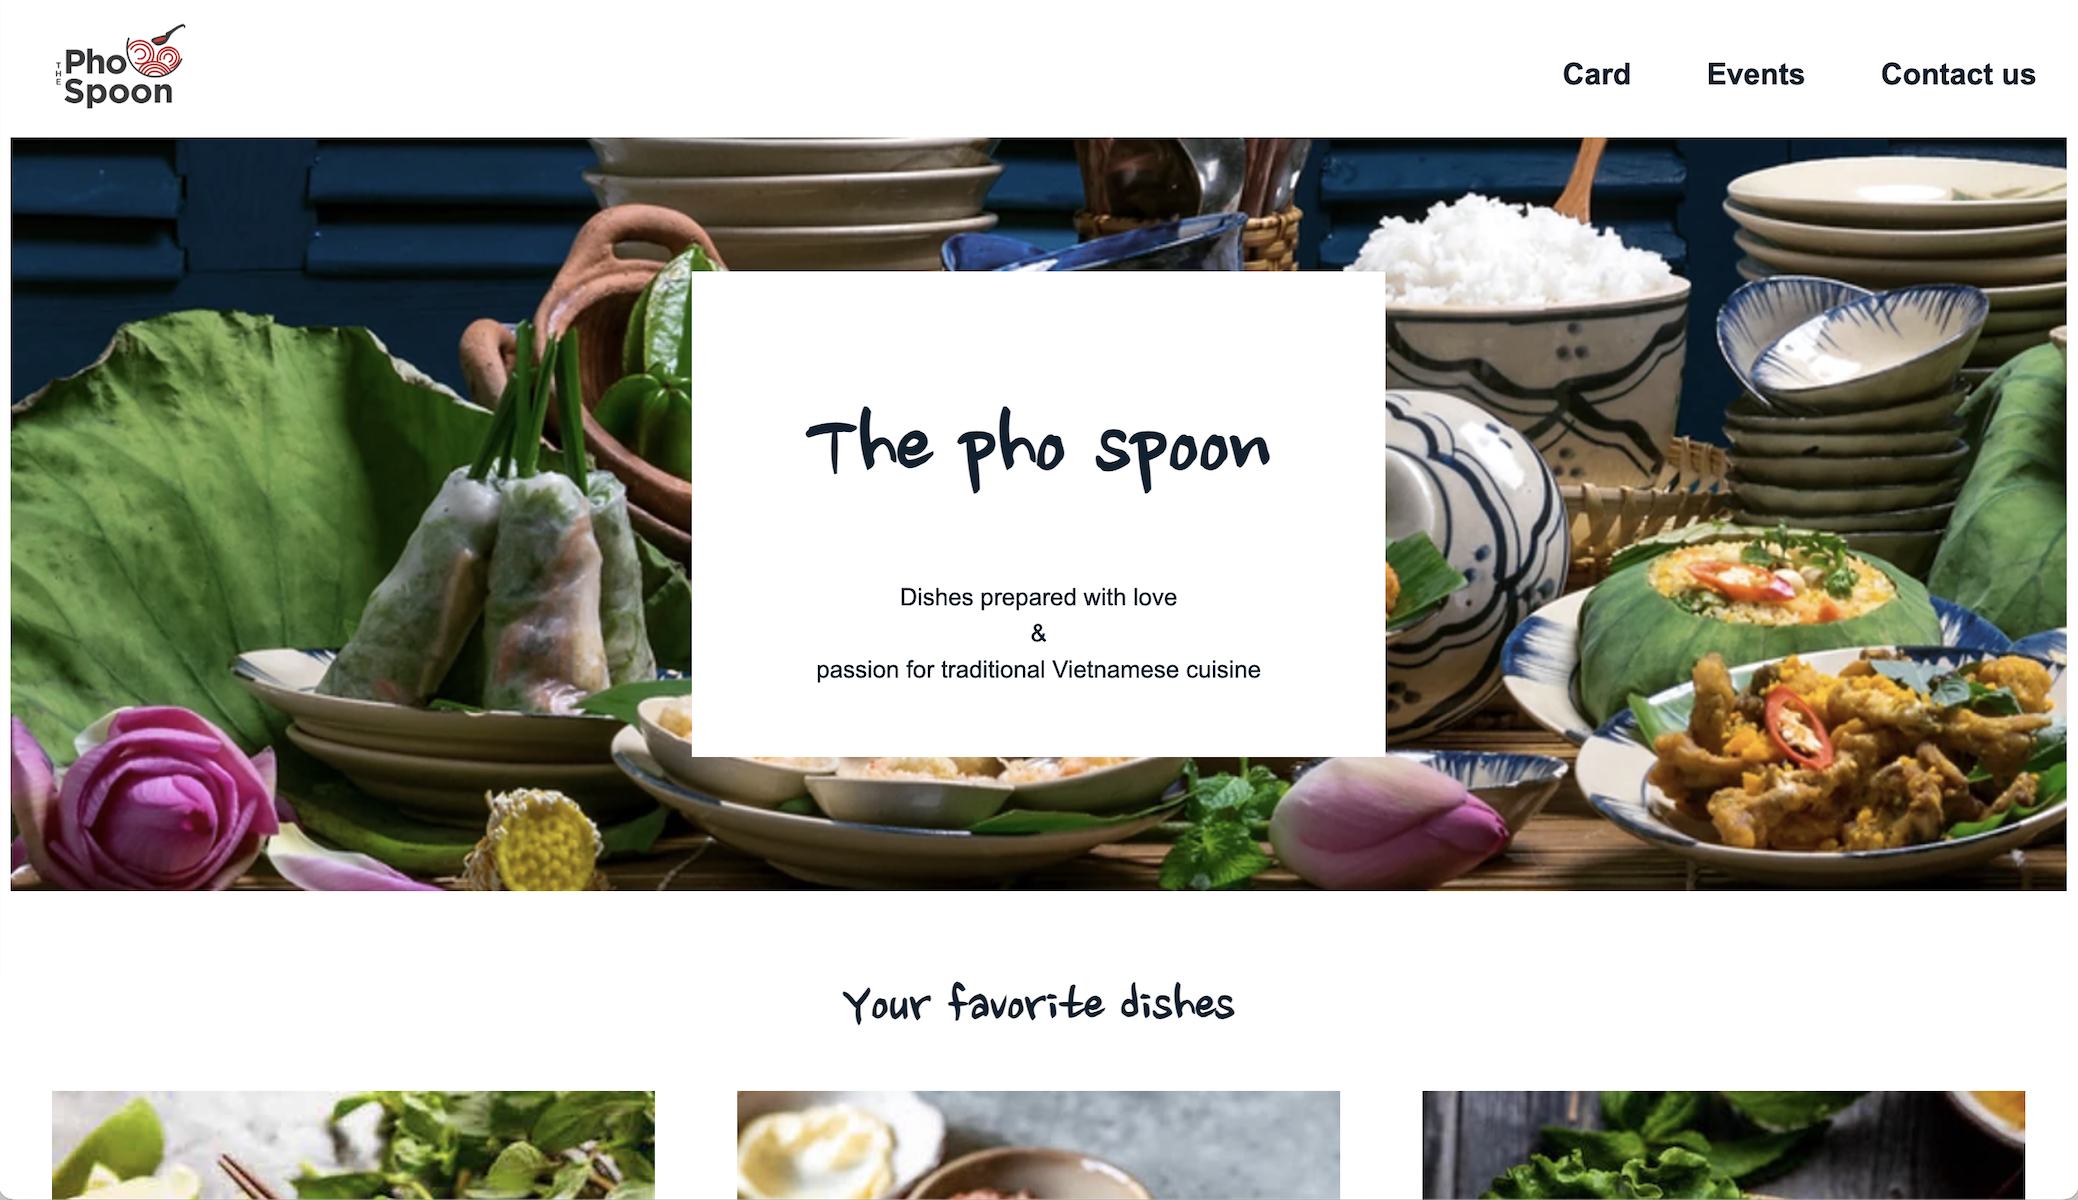 THE
Pho
Spoon
Card Events Contact us
The pho spoon
Dishes prepared with love
&
passion for traditional Vietnamese cuisine
Your favorite dishes